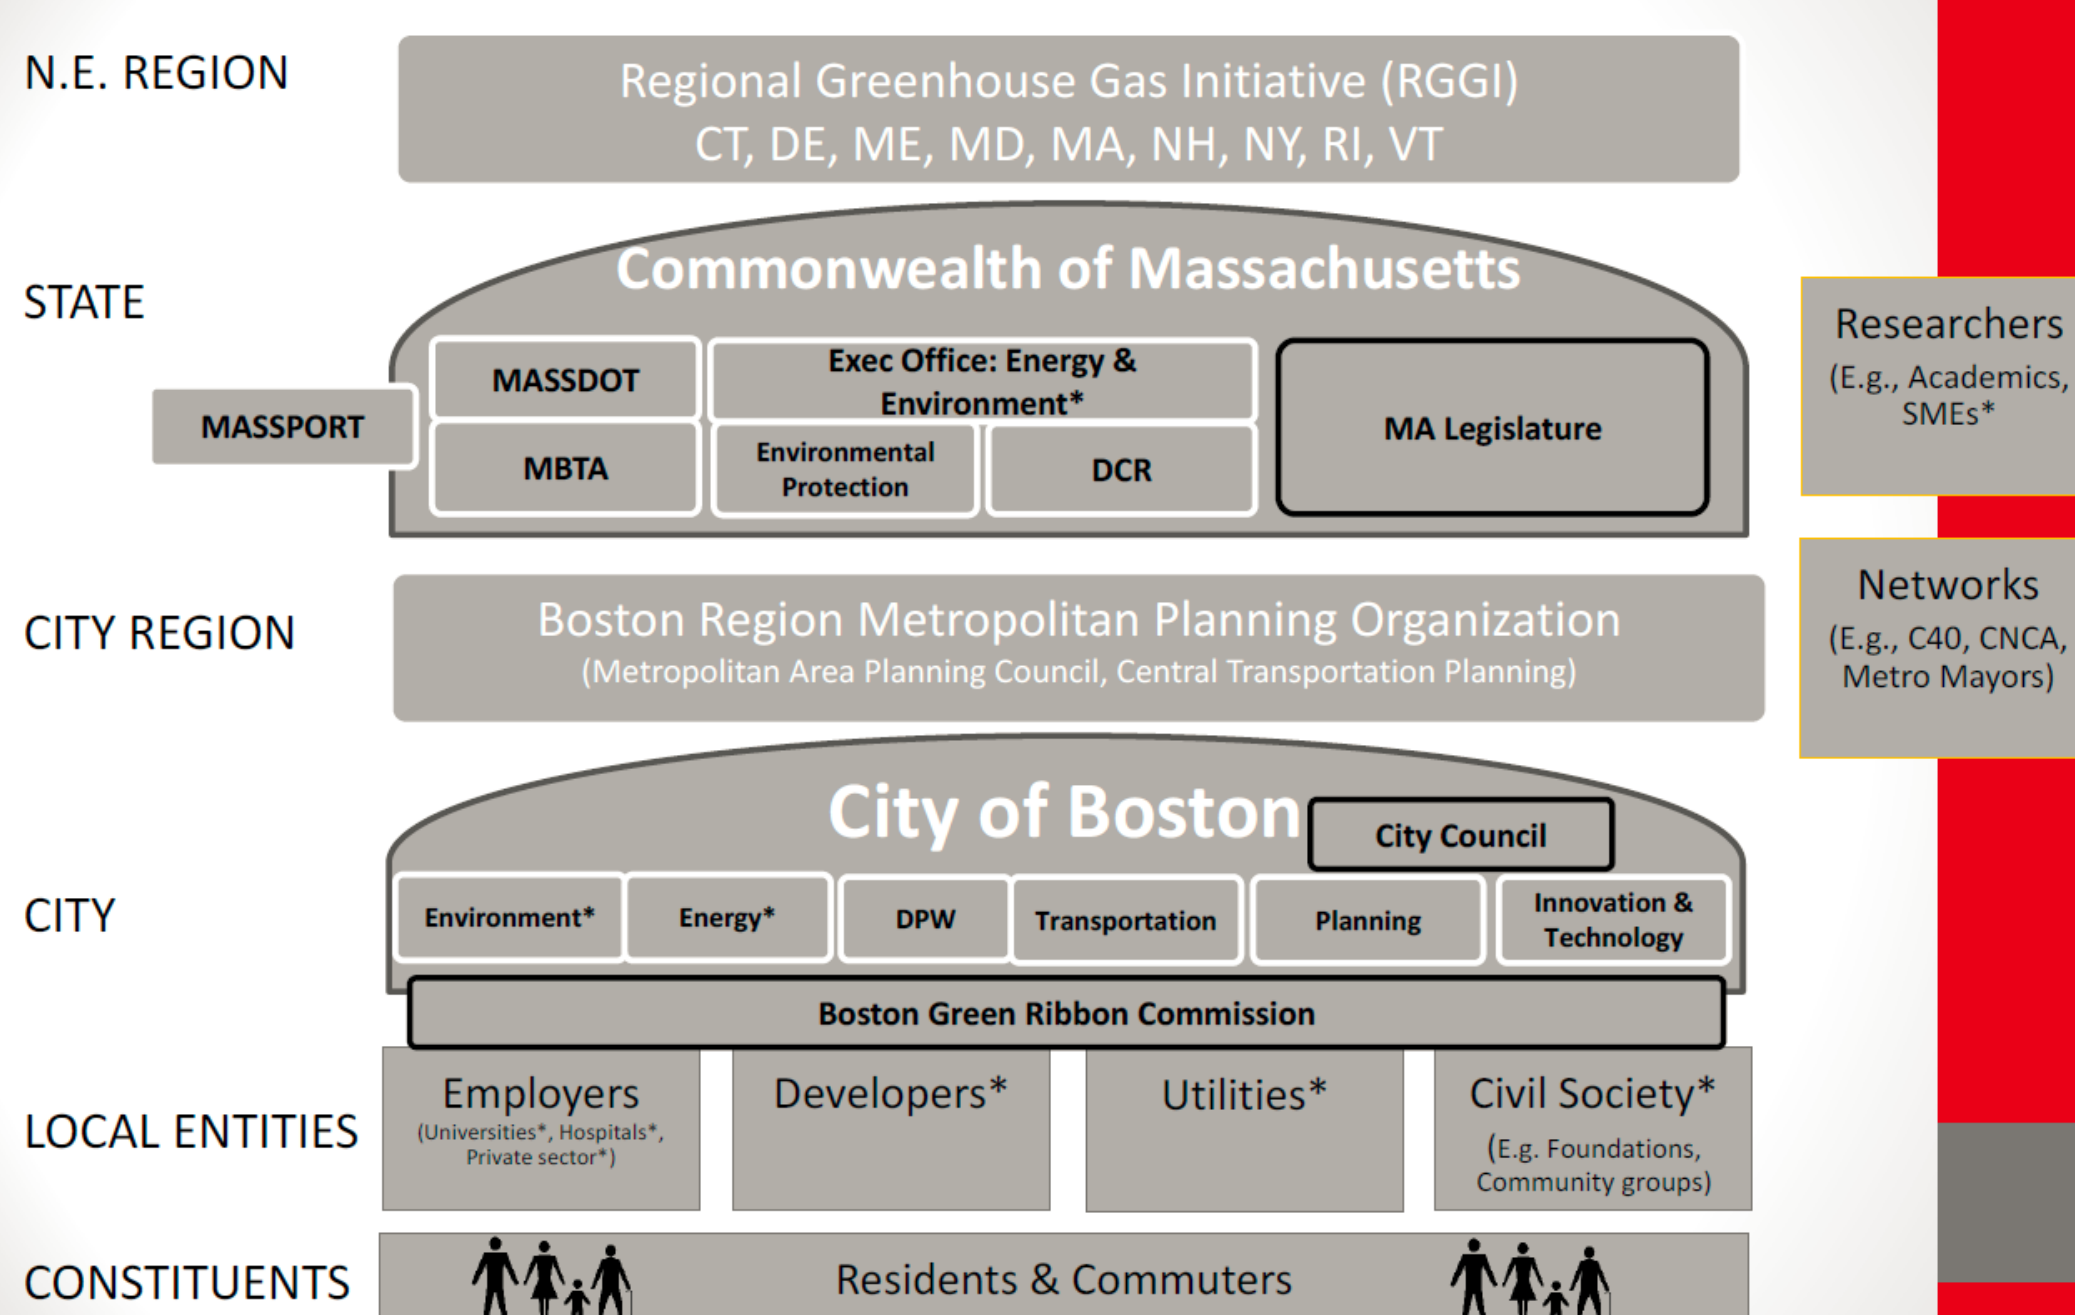 N.E. REGION
Regional Greenhouse Gas Initiative (RGGI)
CT, DE, ME, MD, MA, NH, NY, RI, VT
STATE
Commonwealth of Massachusetts
MASSPORT
MASSDOT
MBTA
Exec Office: Energy &
Environment*
Environmental
Protection
DCR
MA Legislature
Researchers
(E.g., Academics,
SMEs*
CITY REGION
Boston Region Metropolitan Planning Organization
(Metropolitan Area Planning Council, Central Transportation Planning)
Networks
(E.g., C40, CNCA,
Metro Mayors)
CITY
City of Boston
City Council
Environment*
Energy*
DPW
Transportation
Planning
Innovation &
Technology
Boston Green Ribbon Commission
LOCAL ENTITIES
Employers
(Universities*, Hospitals*,
Private sector*)
Developers*
Utilities*
Civil Society*
(E.g. Foundations,
Community groups)
CONSTITUENTS
Residents & Commuters